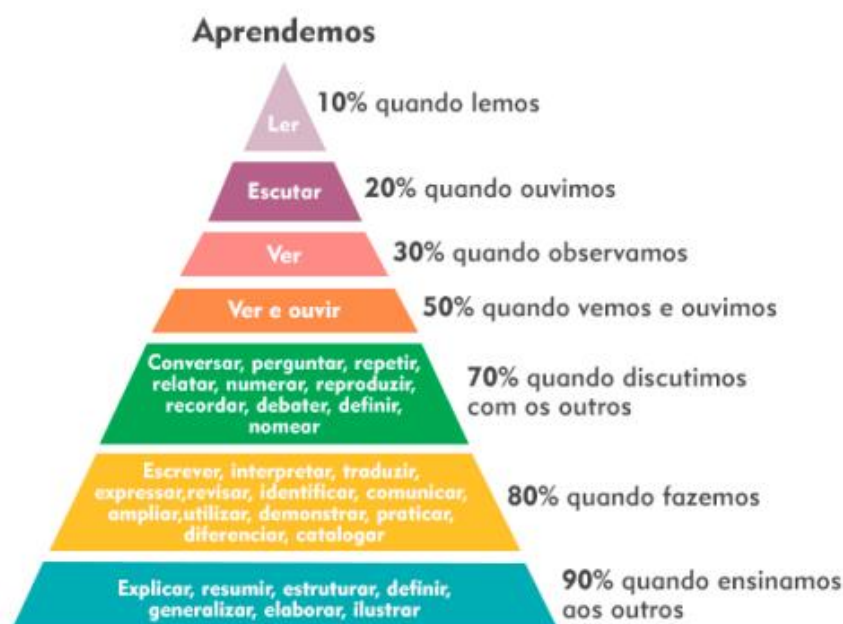 Aprendemos
Ler
10% quando lemos
Escutar
20% quando ouvimos
Ver
30% quando observamos
Ver e ouvir
50% quando vemos e ouvimos
Conversar, perguntar, repetir,
relatar, numerar, reproduzir,
recordar, debater, definir,
nomear
70% quando discutimos
com os outros
Escrever, interpretar, traduzir,
expressar,revisar, identificar, comunicar,
ampliar,utilizar, demonstrar, praticar,
diferenciar, catalogar
80% quando fazemos
Explicar, resumir, estruturar, definir,
generalizar, elaborar, ilustrar
90% quando ensinamos
aos outros